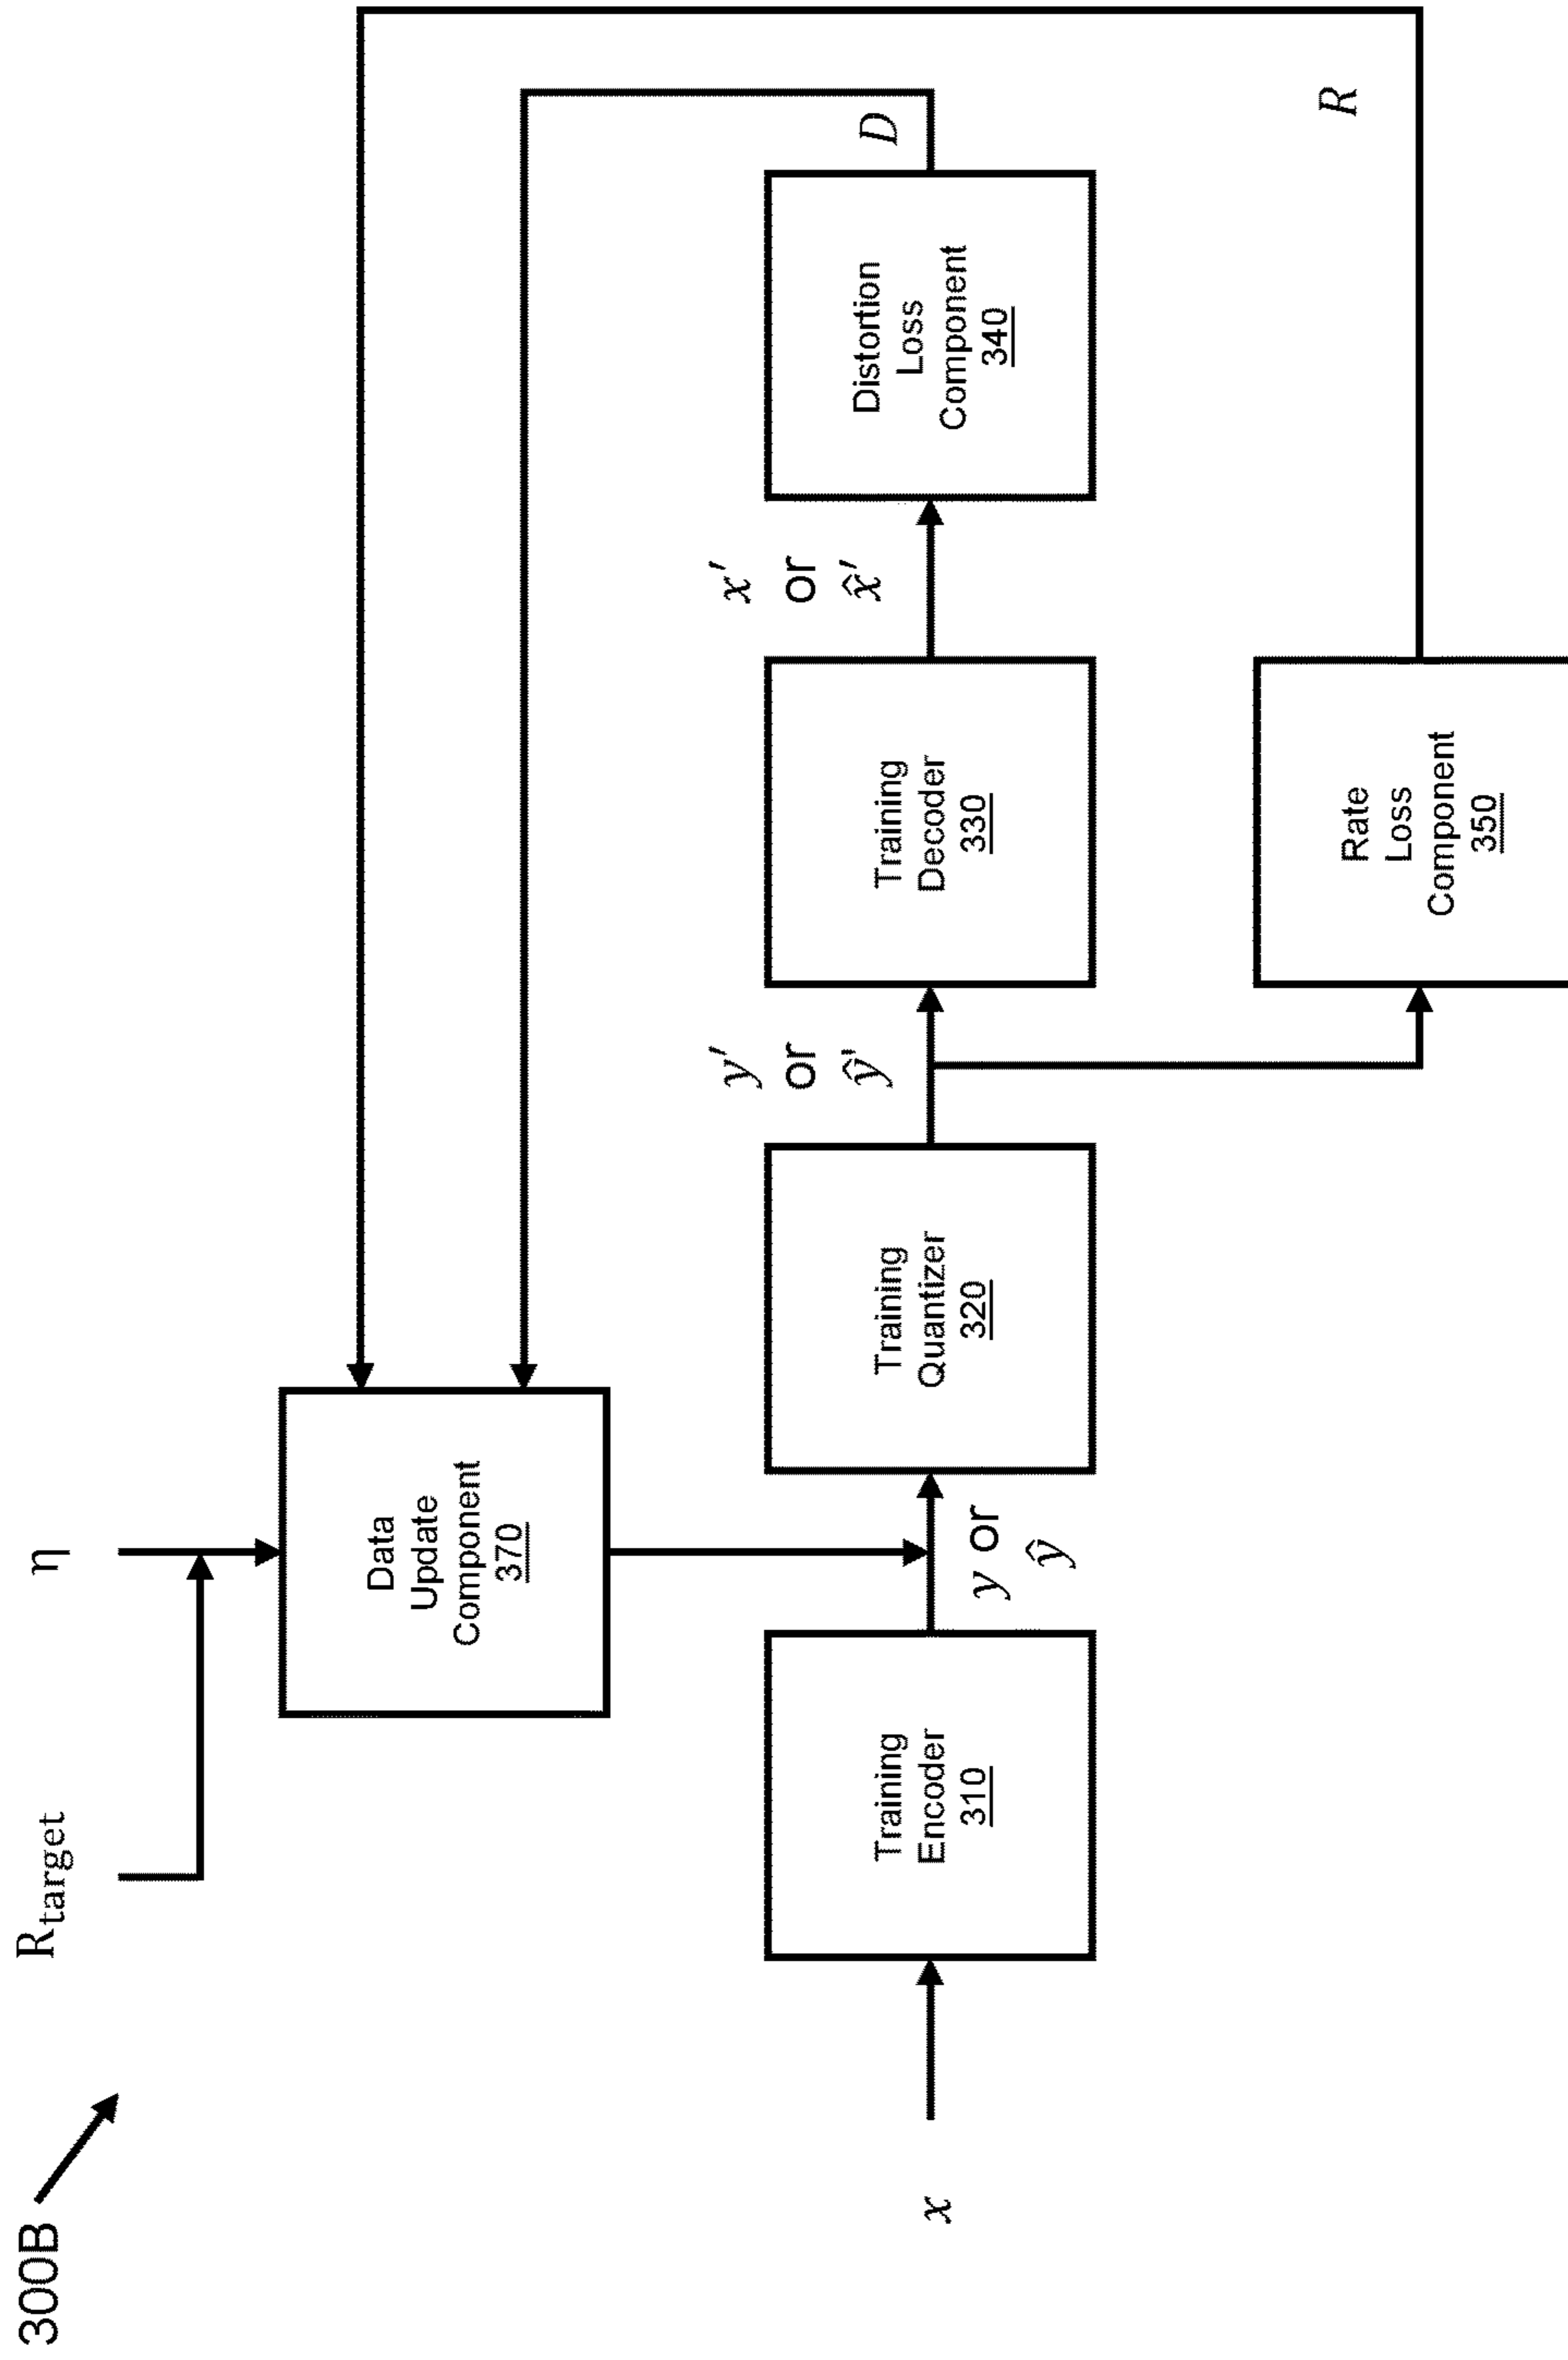 300B
R_target
η
Data
Update
Component
370
x
Training
Encoder
310
y or
ŷ
Training
Quantizer
320
y′
or
ŷ'
Training
Decoder
330
x′
or
x̂′
Distortion
Loss
Component
340
D
Rate
Loss
Component
350
R